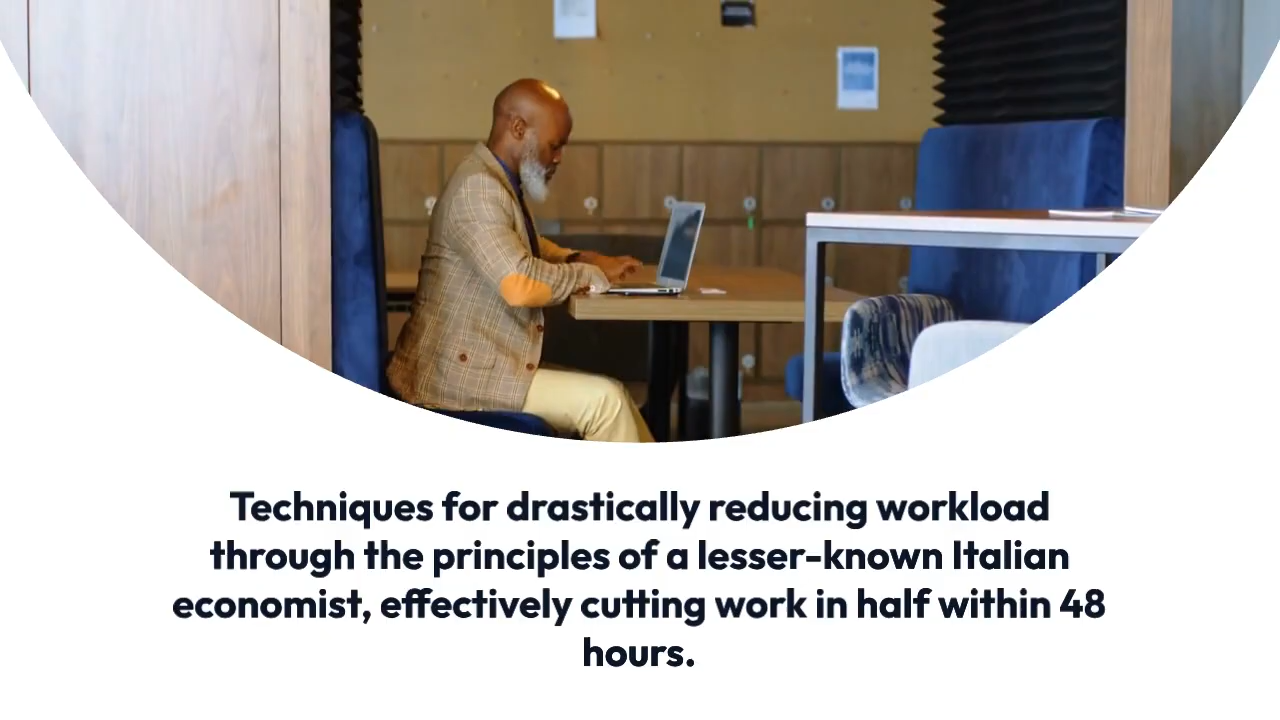 Techniques for drastically reducing workload
through the principles of a lesser-known Italian
economist, effectively cutting work in half within 48
hours.